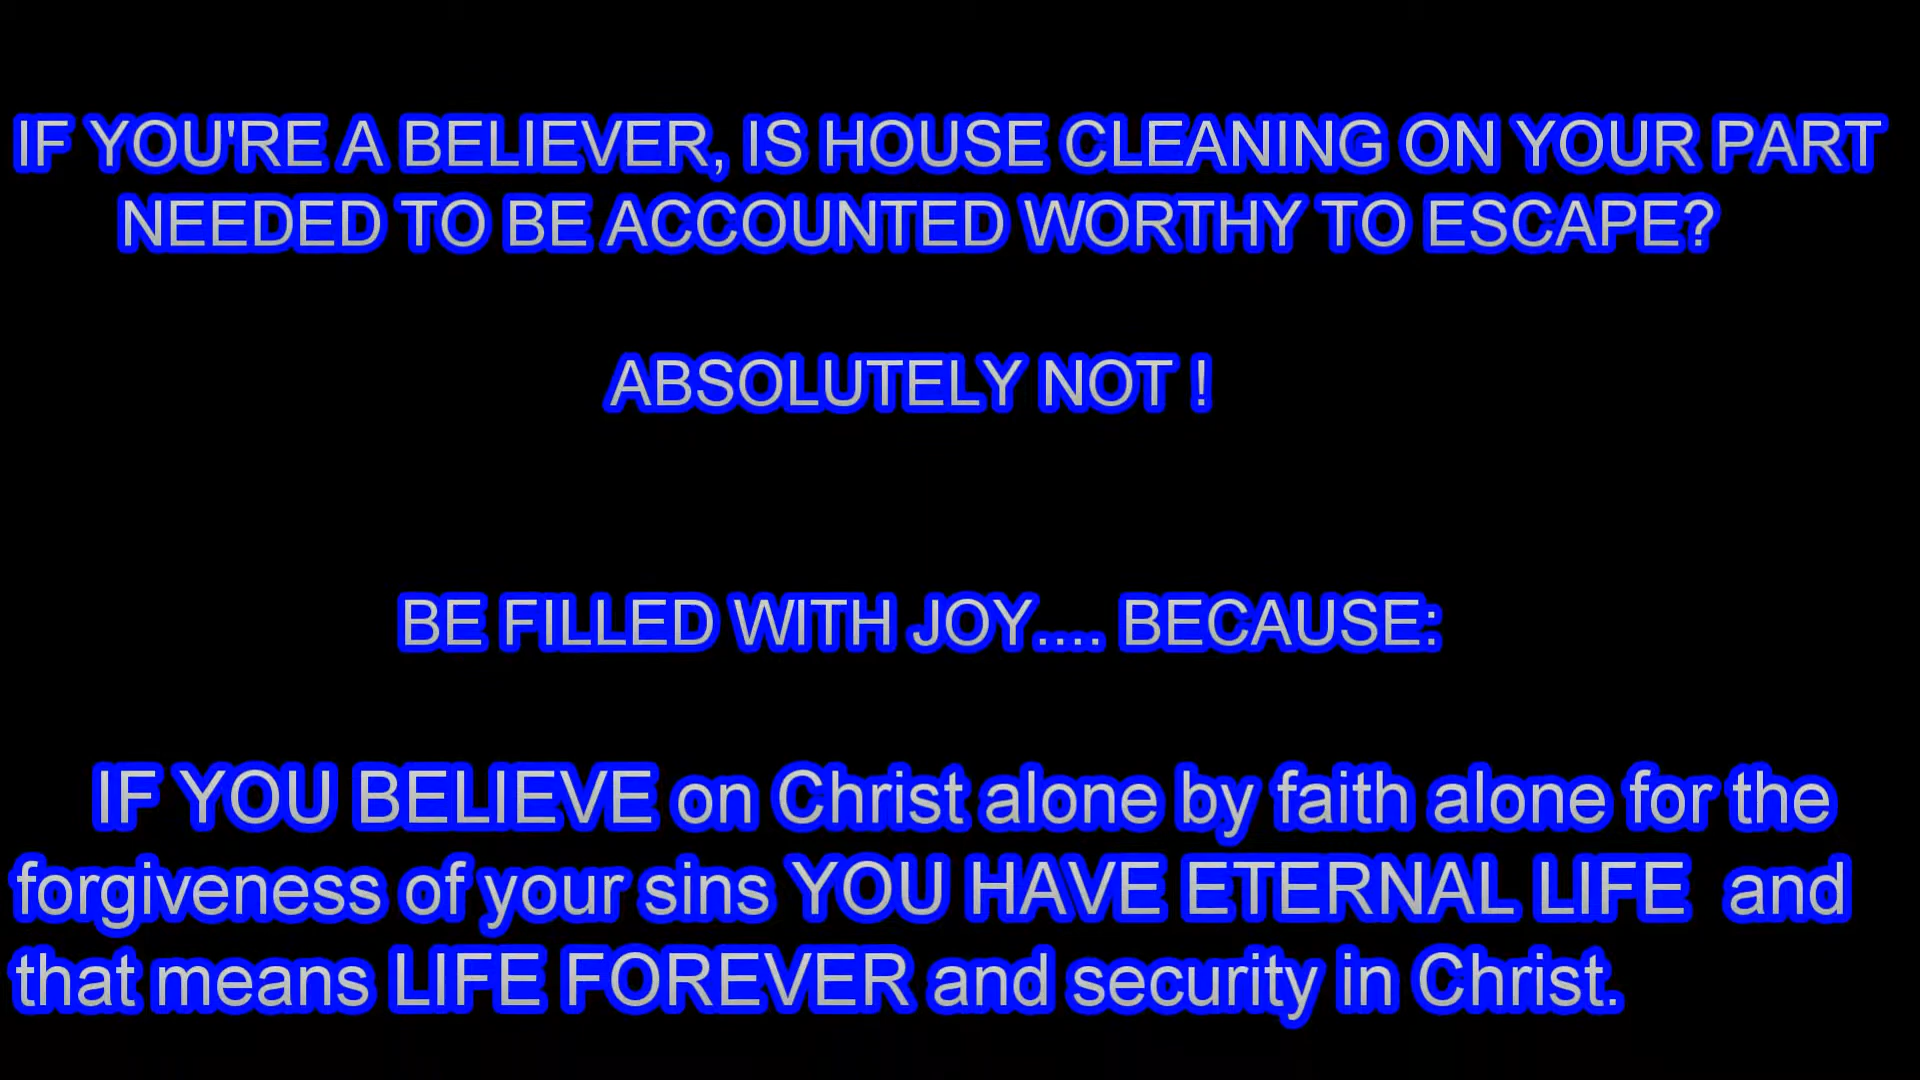 IF YOU'RE A BELIEVER, IS HOUSE CLEANING ON YOUR PART
NEEDED TO BE ACCOUNTED WORTHY TO ESCAPE?
ABSOLUTELY NOT !
BE FILLED WITH JOY.... BECAUSE:
IF YOU BELIEVE on Christ alone by faith alone for the
forgiveness of your sins YOU HAVE ETERNAL LIFE  and
that means LIFE FOREVER and security in Christ.